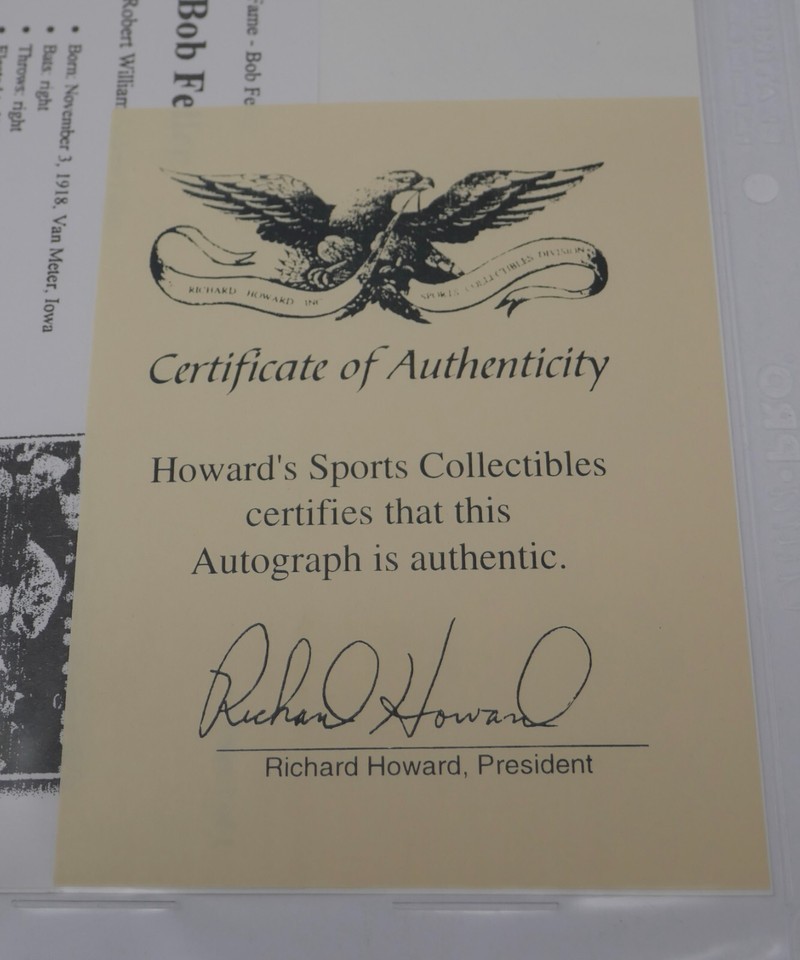 Fame - Bob Fe
Bob Fe
Robert William
• Born: November 3, 1918, Van Meter, Iowa
• Bats: right
• Throws: right
RICHARD HOWARD INC
SPORTS COLLECTIBLES DIVISION
Certificate of Authenticity
Howard's Sports Collectibles
certifies that this
Autograph is authentic.
Richard Howard
Richard Howard, President